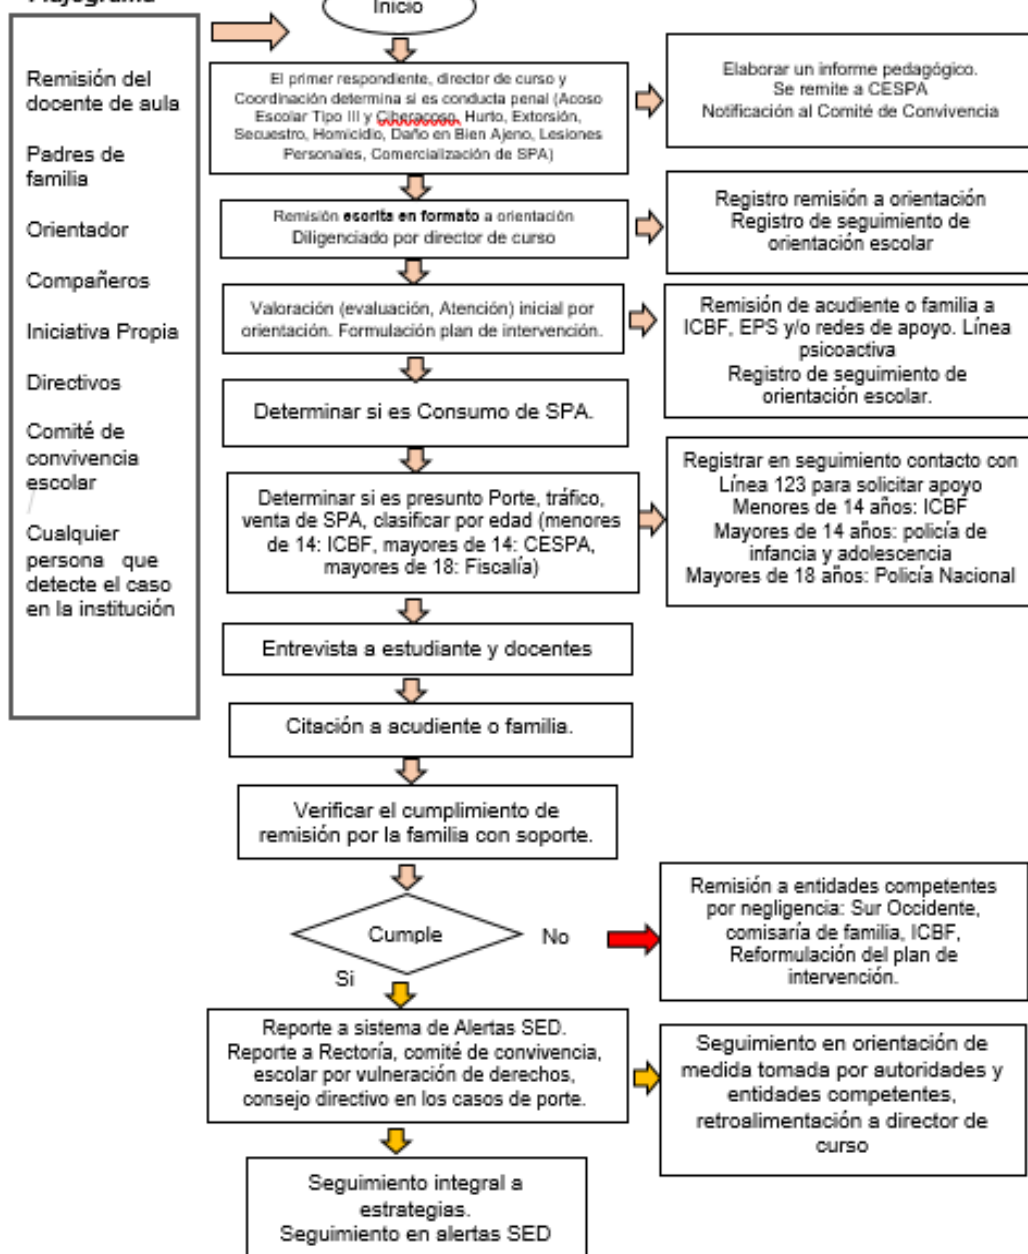 Flujograma
Inicio
Remisión del
docente de aula
Padres de
familia
Orientador
Compañeros
Iniciativa Propia
Directivos
Comité de
convivencia
escolar
Cualquier
persona que
detecte el caso
en la institución
El primer respondiente, director de curso y
Coordinación determina si es conducta penal (Acoso
Escolar Tipo III y Ciberacoso, Hurto, Extorsión,
Secuestro, Homicidio, Daño en Bien Ajeno, Lesiones
Personales, Comercialización de SPA)
Elaborar un informe pedagógico.
Se remite a CESPA
Notificación al Comité de Convivencia
Remisión escrita en formato a orientación
Diligenciado por director de curso
Registro remisión a orientación
Registro de seguimiento de
orientación escolar
Valoración (evaluación, Atención) inicial por
orientación. Formulación plan de intervención.
Remisión de acudiente o familia a
ICBF, EPS y/o redes de apoyo. Línea
psicoactiva
Registro de seguimiento de
orientación escolar.
Determinar si es Consumo de SPA.
Determinar si es presunto Porte, tráfico,
venta de SPA, clasificar por edad (menores
de 14: ICBF, mayores de 14: CESPA,
mayores de 18: Fiscalía)
Registrar en seguimiento contacto con
Línea 123 para solicitar apoyo
Menores de 14 años: ICBF
Mayores de 14 años: policía de
infancia y adolescencia
Mayores de 18 años: Policía Nacional
Entrevista a estudiante y docentes
Citación a acudiente o familia.
Verificar el cumplimiento de
remisión por la familia con soporte.
Cumple
No
Si
Remisión a entidades competentes
por negligencia: Sur Occidente,
comisaría de familia, ICBF,
Reformulación del plan de
intervención.
Reporte a sistema de Alertas SED.
Reporte a Rectoría, comité de convivencia,
escolar por vulneración de derechos,
consejo directivo en los casos de porte.
Seguimiento en orientación de
medida tomada por autoridades y
entidades competentes,
retroalimentación a director de
curso
Seguimiento integral a
estrategias.
Seguimiento en alertas SED